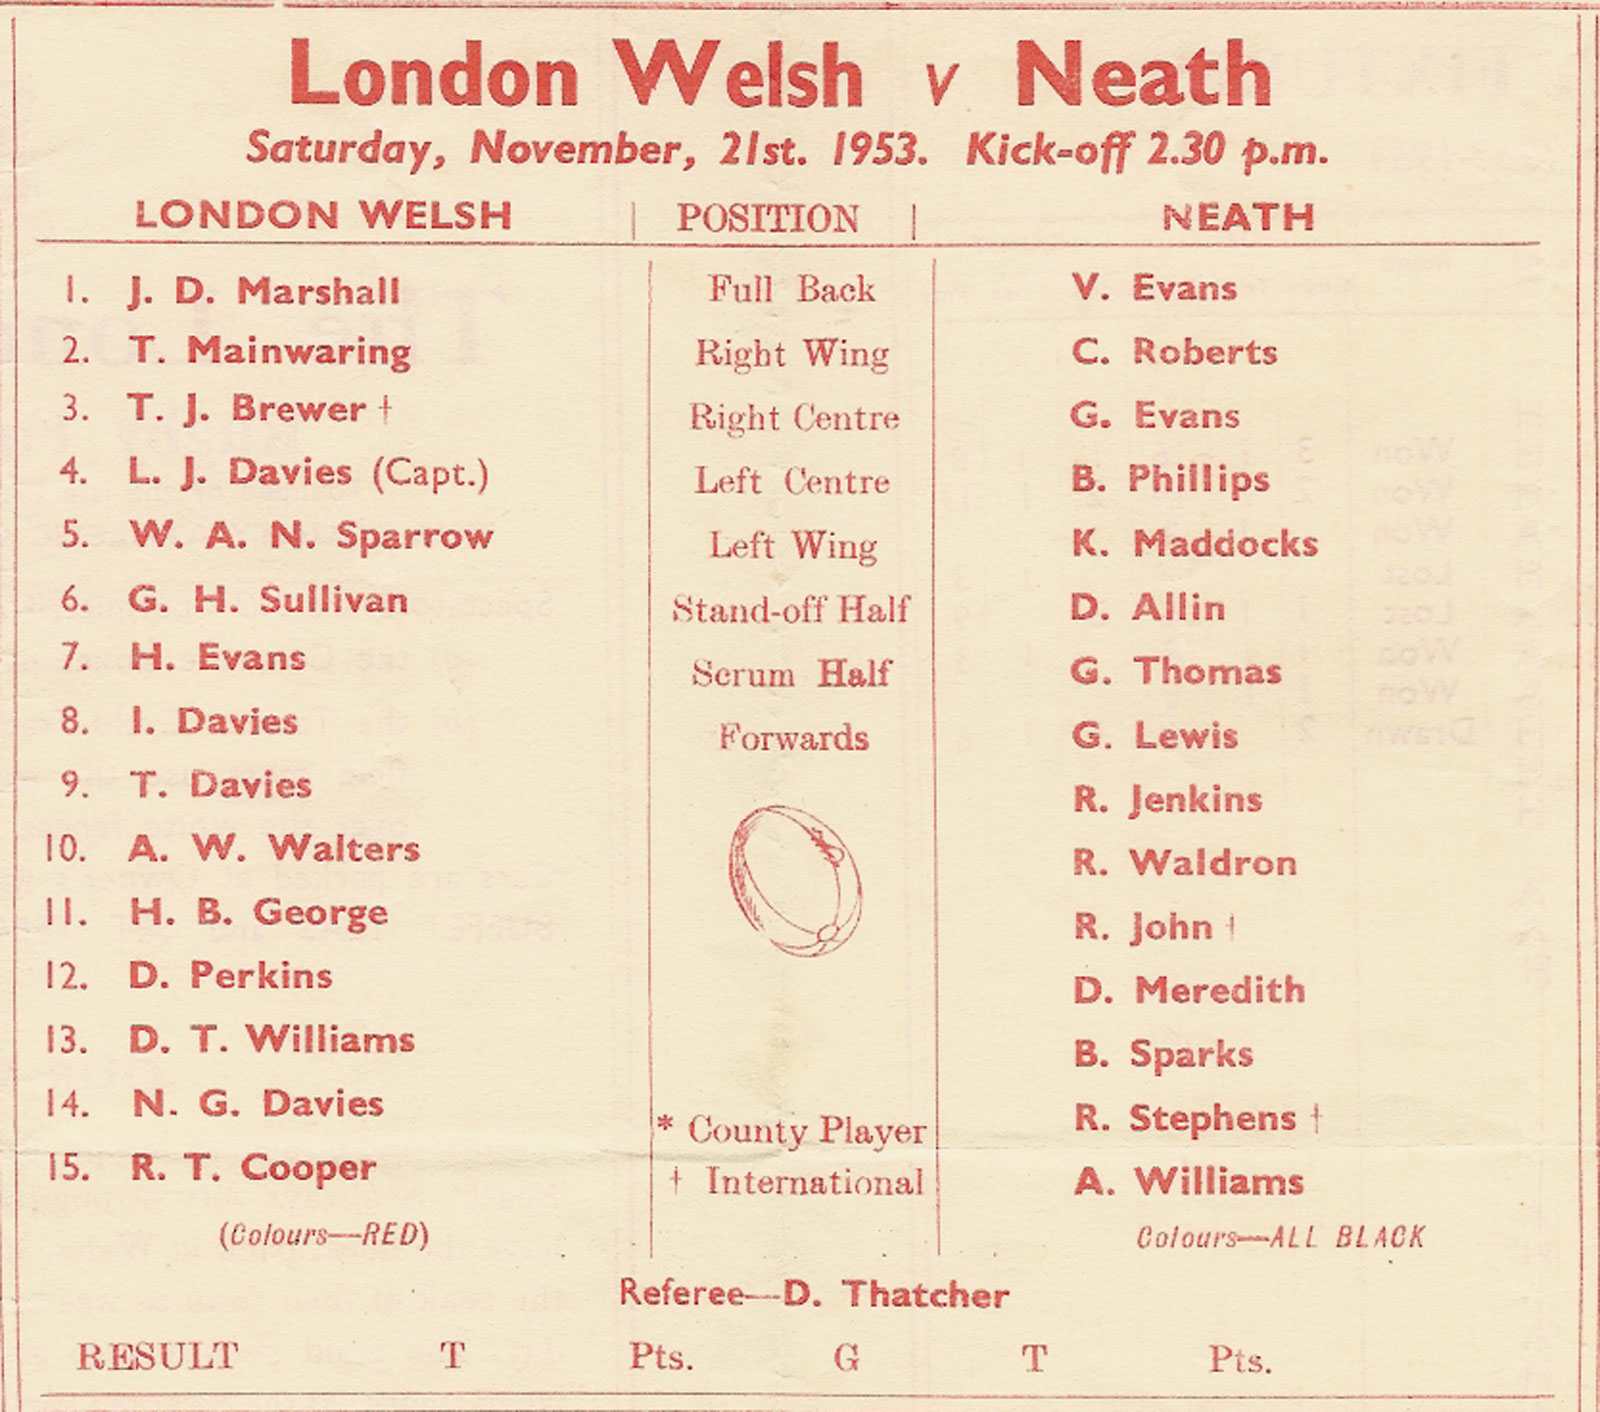 London Welsh v Neath
Saturday, November, 21st. 1953. Kick-off 2.30 p.m.
LONDON WELSH | POSITION | NEATH
1. J. D. Marshall Full Back V. Evans
2. T. Mainwaring Right Wing C. Roberts
3. T. J. Brewer † Right Centre G. Evans
4. L. J. Davies (Capt.) Left Centre B. Phillips
5. W. A. N. Sparrow Left Wing K. Maddocks
6. G. H. Sullivan Stand-off Half D. Allin
7. H. Evans Scrum Half G. Thomas
8. I. Davies Forwards G. Lewis
9. T. Davies R. Jenkins
10. A. W. Walters R. Waldron
11. H. B. George R. John †
12. D. Perkins D. Meredith
13. D. T. Williams B. Sparks
14. N. G. Davies * County Player R. Stephens †
15. R. T. Cooper † International A. Williams
(Colours—RED) Colours—ALL BLACK
Referee—D. Thatcher
RESULT T Pts. G T Pts.